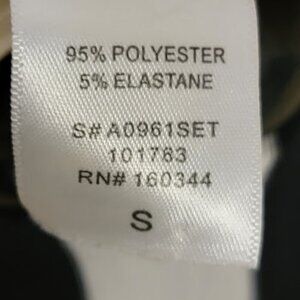 95% POLYESTER
5% ELASTANE
S# A0961SET
101783
RN# 160344
S